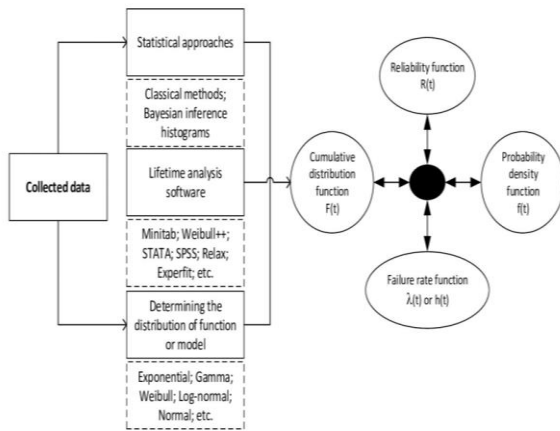 Statistical approaches
Classical methods;
Bayesian inference
histograms
Collected data
Lifetime analysis
software
Minitab; Weibull++;
STATA; SPSS; Relax;
Experfit; etc.
Determining the
distribution of function
or model
Exponential; Gamma;
Weibull; Log-normal;
Normal; etc.
Reliability function
R(t)
Cumulative
distribution
function
F(t)
Probability
density
function
f(t)
Failure rate function
λ(t) or h(t)